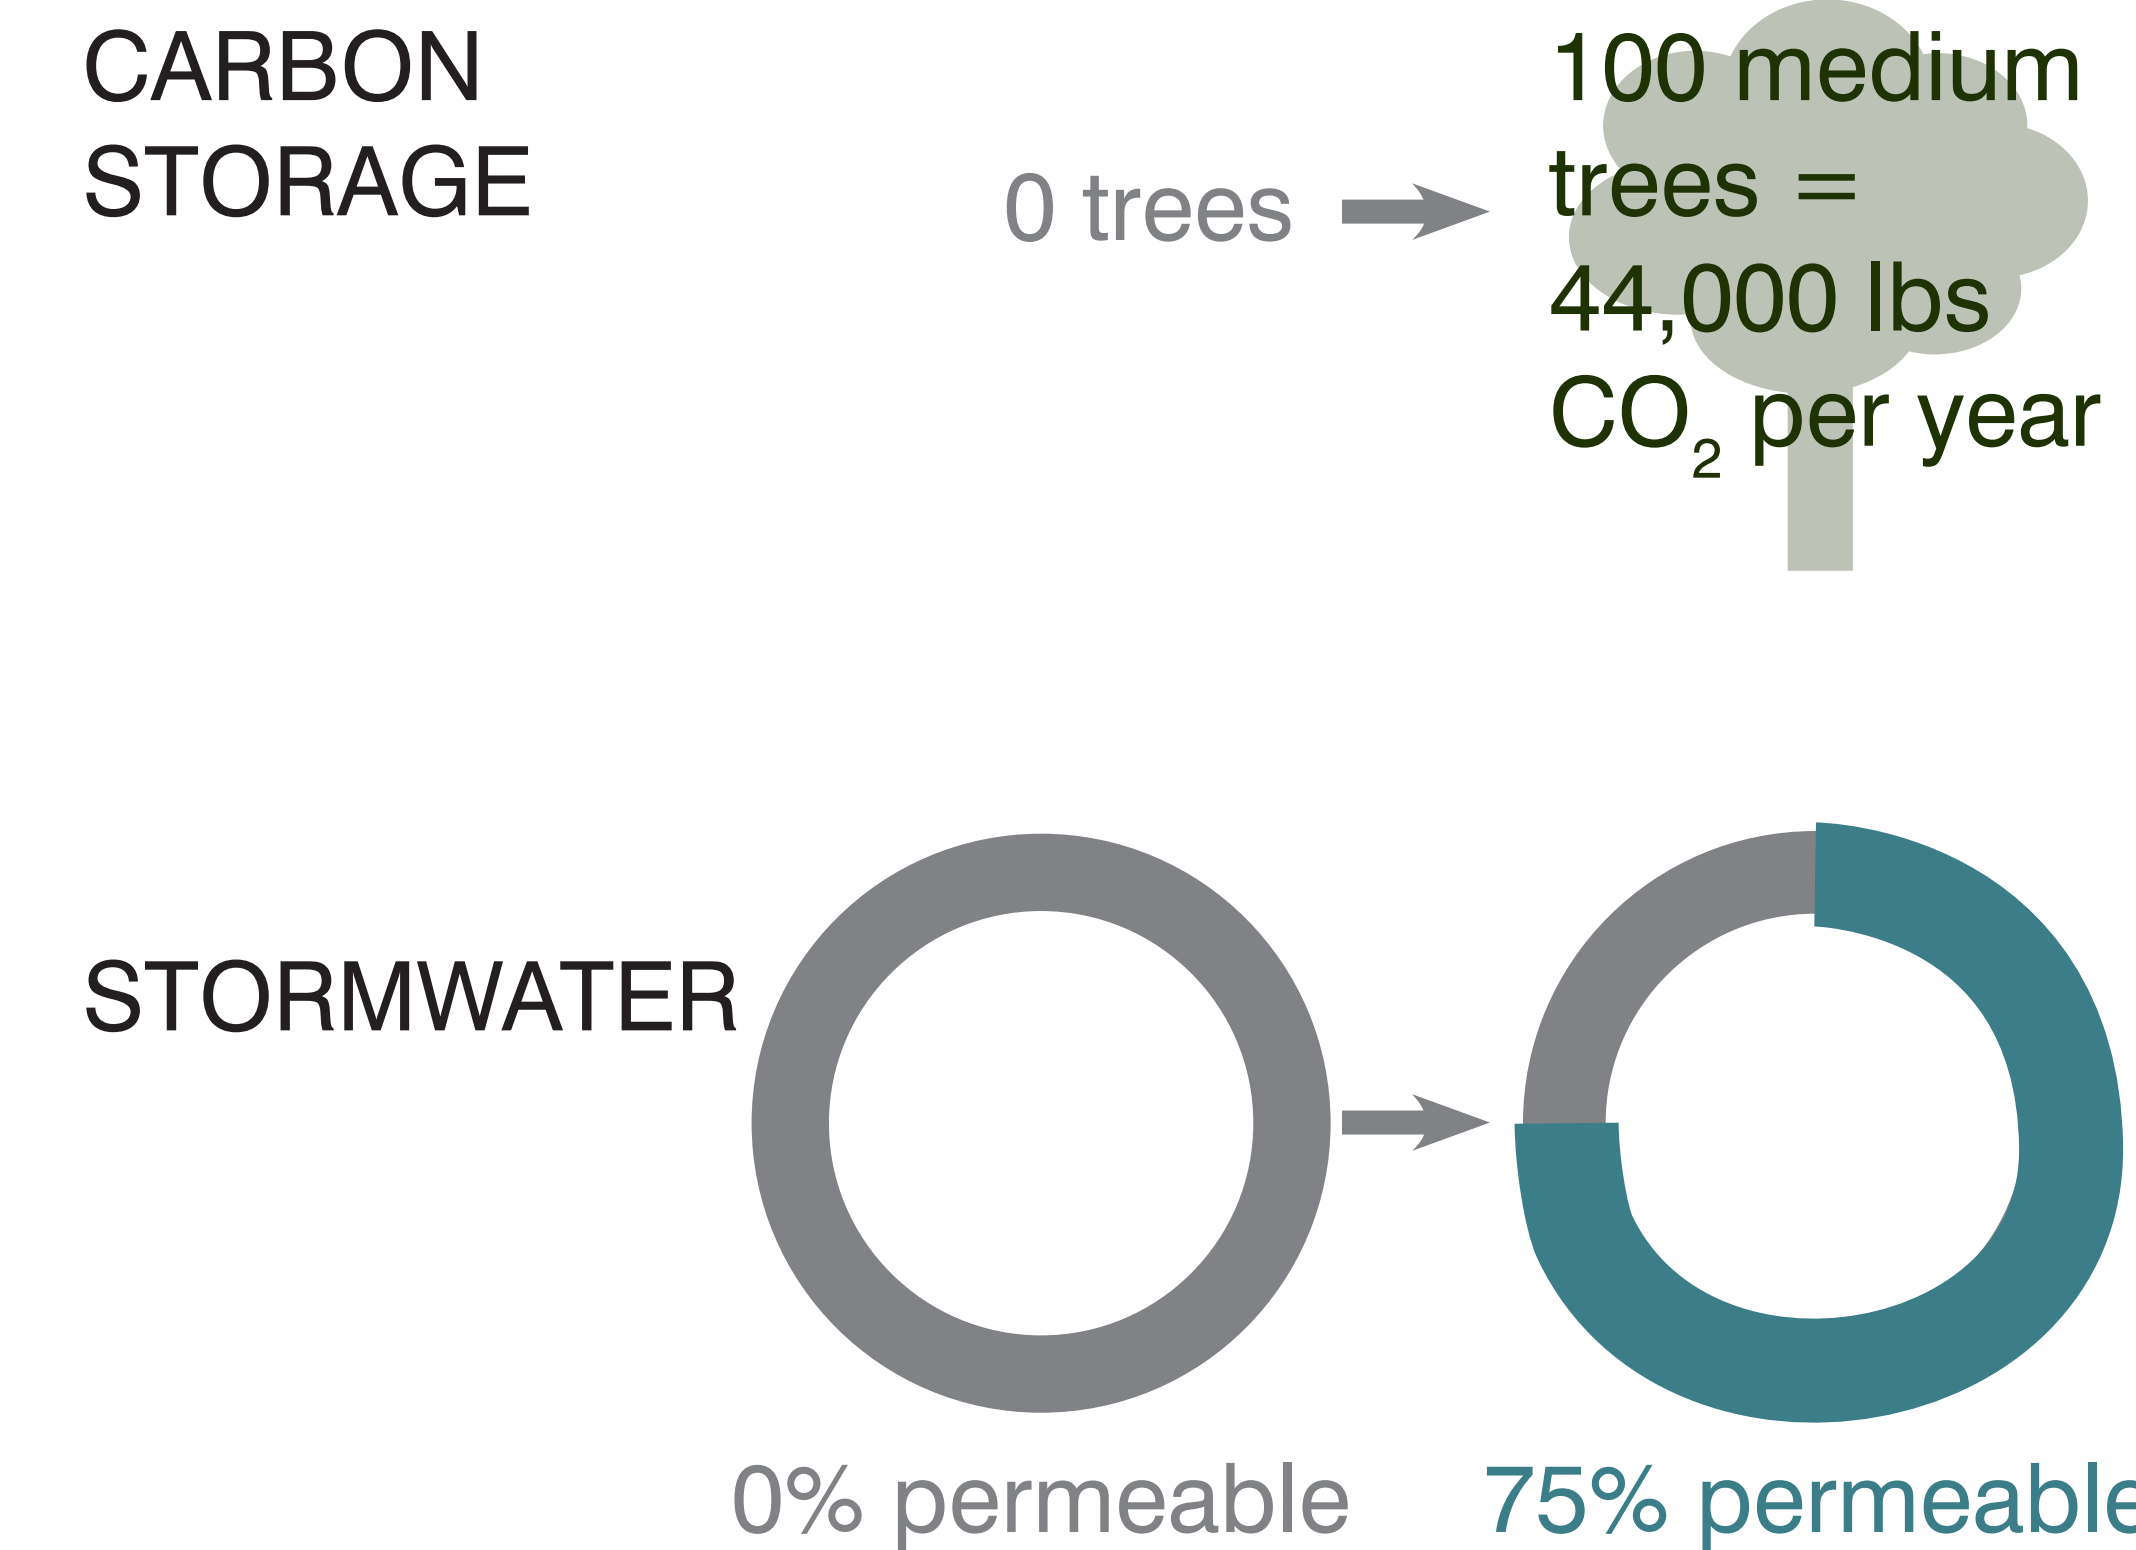 CARBON
STORAGE
0 trees
100 medium
trees =
44,000 lbs
CO₂ per year
STORMWATER
0% permeable
75% permeable